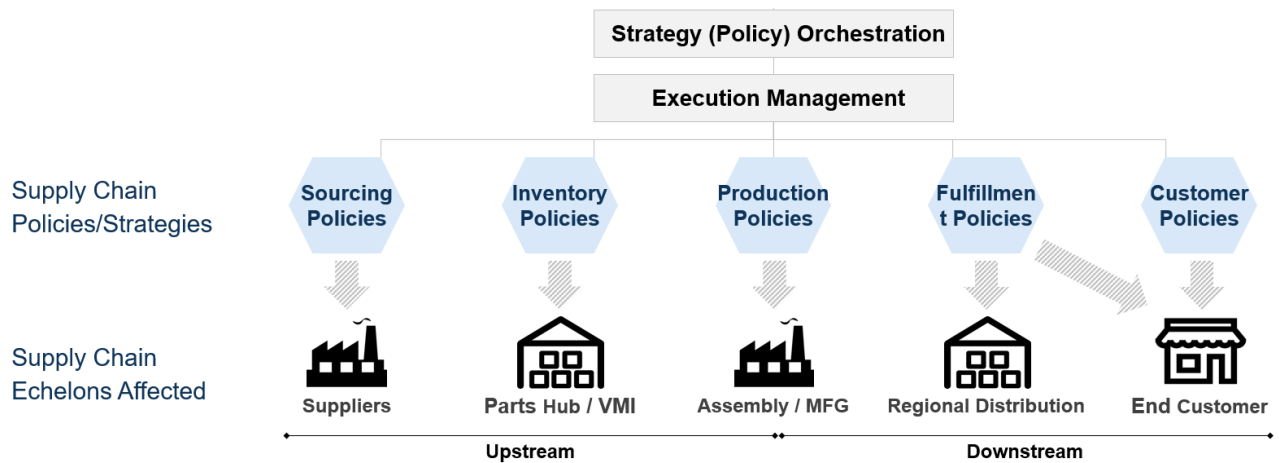 Strategy (Policy) Orchestration
Execution Management
Supply Chain
Policies/Strategies
Sourcing
Policies
Inventory
Policies
Production
Policies
Fulfillmen
t Policies
Customer
Policies
Supply Chain
Echelons Affected
Suppliers
Parts Hub / VMI
Assembly / MFG
Regional Distribution
End Customer
Upstream
Downstream